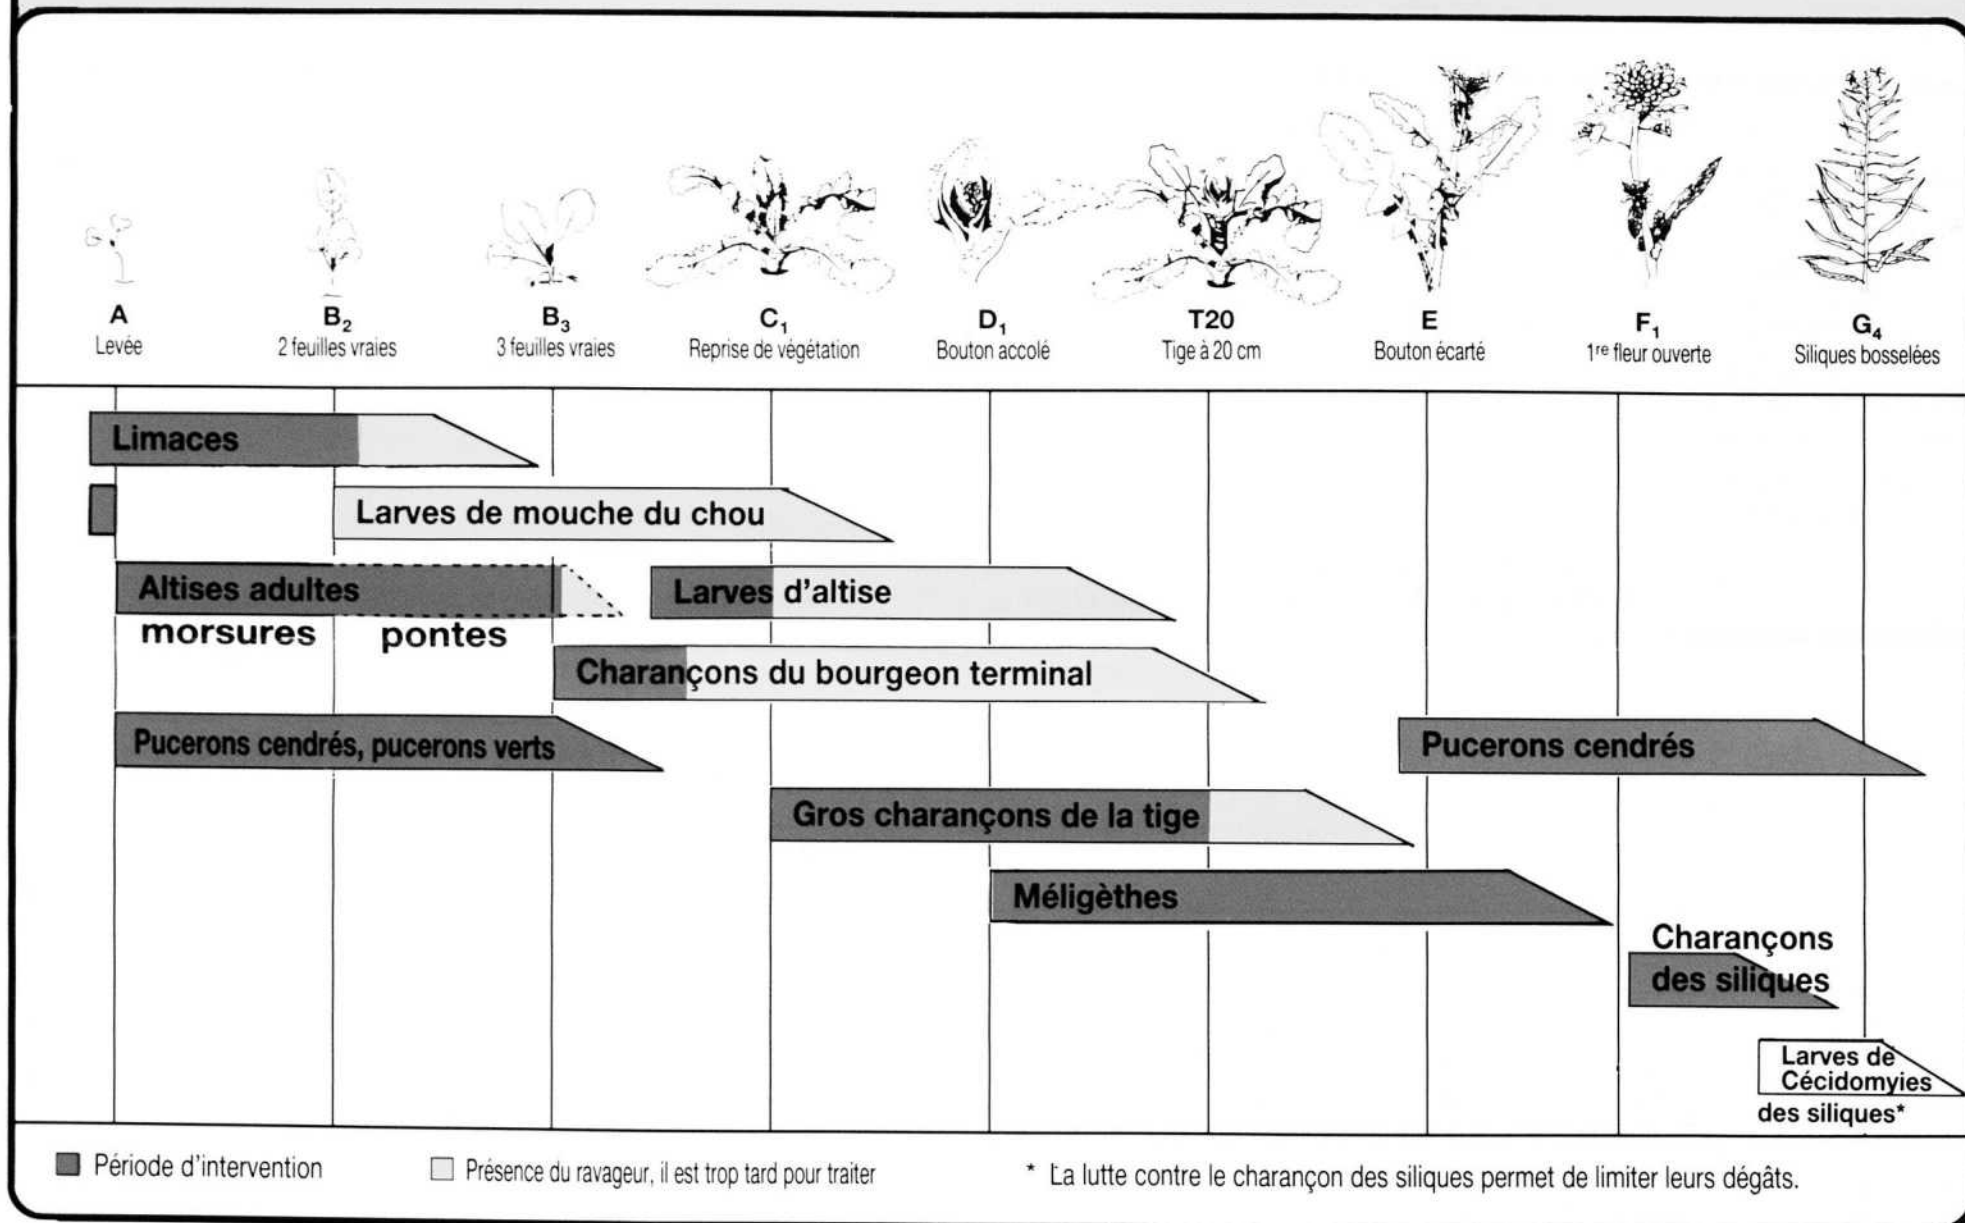 A
Levée
B₂
2 feuilles vraies
B₃
3 feuilles vraies
C₁
Reprise de végétation
D₁
Bouton accolé
T20
Tige à 20 cm
E
Bouton écarté
F₁
1re fleur ouverte
G₄
Siliques bosselées
Limaces
Larves de mouche du chou
Altises adultes
morsures pontes
Larves d'altise
Charançons du bourgeon terminal
Pucerons cendrés, pucerons verts
Pucerons cendrés
Gros charançons de la tige
Méligèthes
Charançons
des siliques
Larves de
Cécidomyies
des siliques*
Période d'intervention
Présence du ravageur, il est trop tard pour traiter
* La lutte contre le charançon des siliques permet de limiter leurs dégâts.